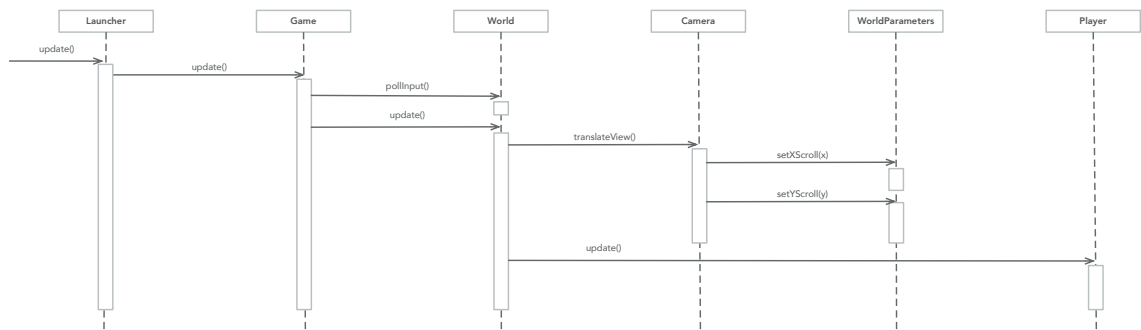 Launcher
Game
World
Camera
WorldParameters
Player
update()
update()
pollInput()
update()
translateView()
setXScroll(x)
setYScroll(y)
update()